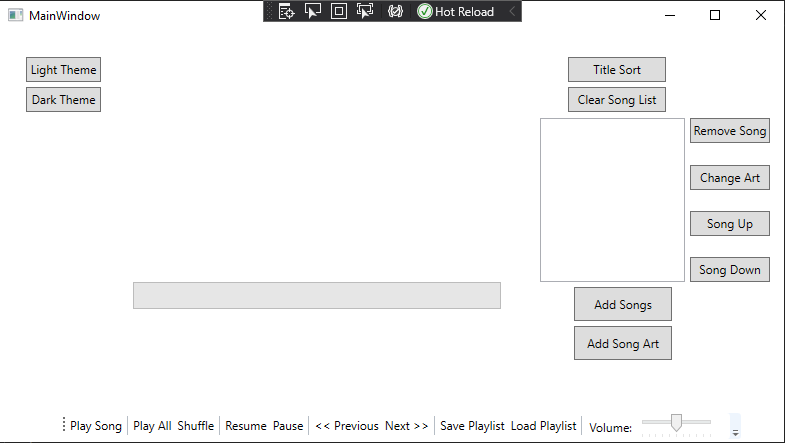 MainWindow
Hot Reload
Light Theme
Dark Theme
Title Sort
Clear Song List
Remove Song
Change Art
Song Up
Song Down
Add Songs
Add Song Art
Play Song Play All Shuffle Resume Pause << Previous Next >> Save Playlist Load Playlist Volume: